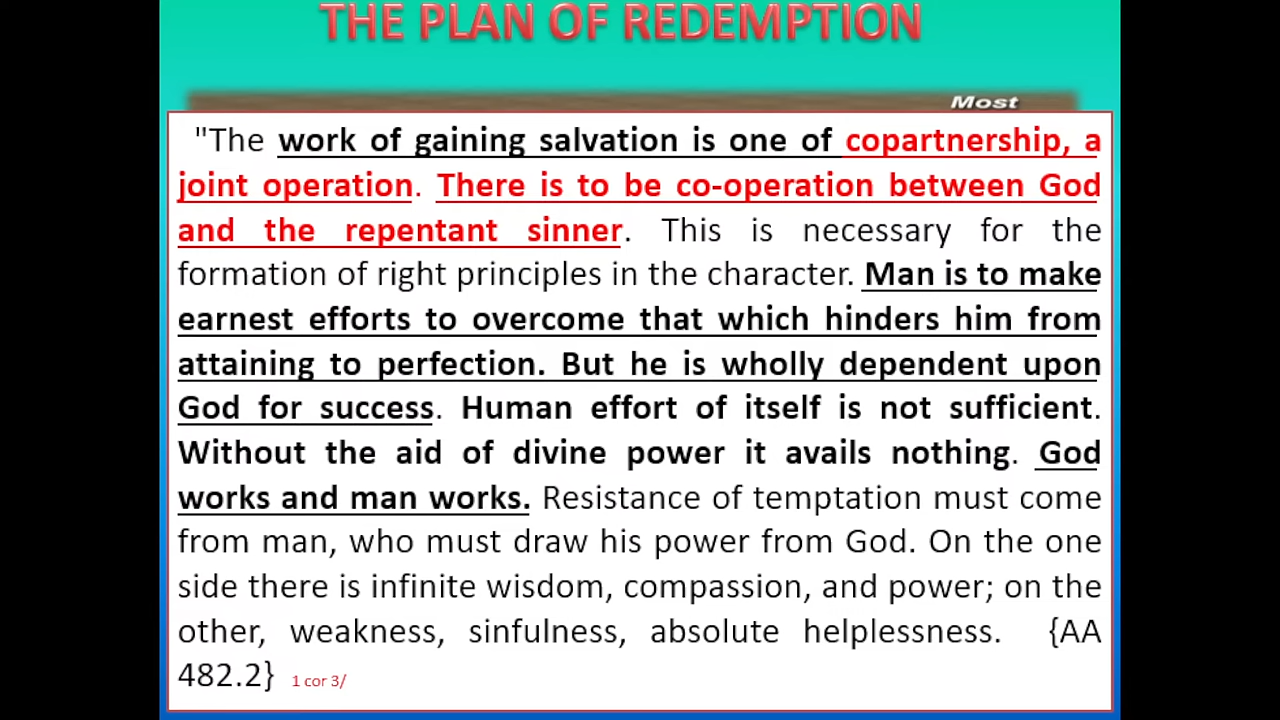 THE PLAN OF REDEMPTION
Most
"The work of gaining salvation is one of copartnership, a
joint operation. There is to be co-operation between God
and the repentant sinner. This is necessary for the
formation of right principles in the character. Man is to make
earnest efforts to overcome that which hinders him from
attaining to perfection. But he is wholly dependent upon
God for success. Human effort of itself is not sufficient.
Without the aid of divine power it avails nothing. God
works and man works. Resistance of temptation must come
from man, who must draw his power from God. On the one
side there is infinite wisdom, compassion, and power; on the
other, weakness, sinfulness, absolute helplessness. {AA
482.2} 1 cor 3/